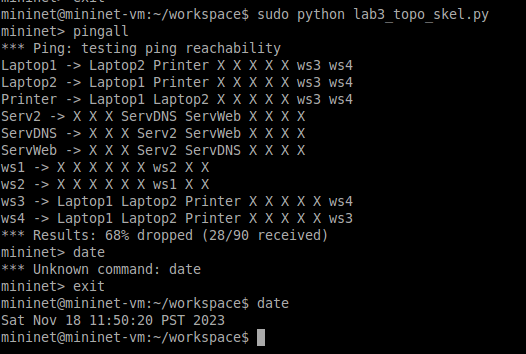 mininet> exit
mininet@mininet-vm:~/workspace$ sudo python lab3_topo_skel.py
mininet> pingall
*** Ping: testing ping reachability
Laptop1 -> Laptop2 Printer X X X X X ws3 ws4
Laptop2 -> Laptop1 Printer X X X X X ws3 ws4
Printer -> Laptop1 Laptop2 X X X X X ws3 ws4
Serv2 -> X X X ServDNS ServWeb X X X X
ServDNS -> X X X Serv2 ServWeb X X X X
ServWeb -> X X X Serv2 ServDNS X X X X
ws1 -> X X X X X X ws2 X X
ws2 -> X X X X X X ws1 X X
ws3 -> Laptop1 Laptop2 Printer X X X X X ws4
ws4 -> Laptop1 Laptop2 Printer X X X X X ws3
*** Results: 68% dropped (28/90 received)
mininet> date
*** Unknown command: date
mininet> exit
mininet@mininet-vm:~/workspace$ date
Sat Nov 18 11:50:20 PST 2023
mininet@mininet-vm:~/workspace$